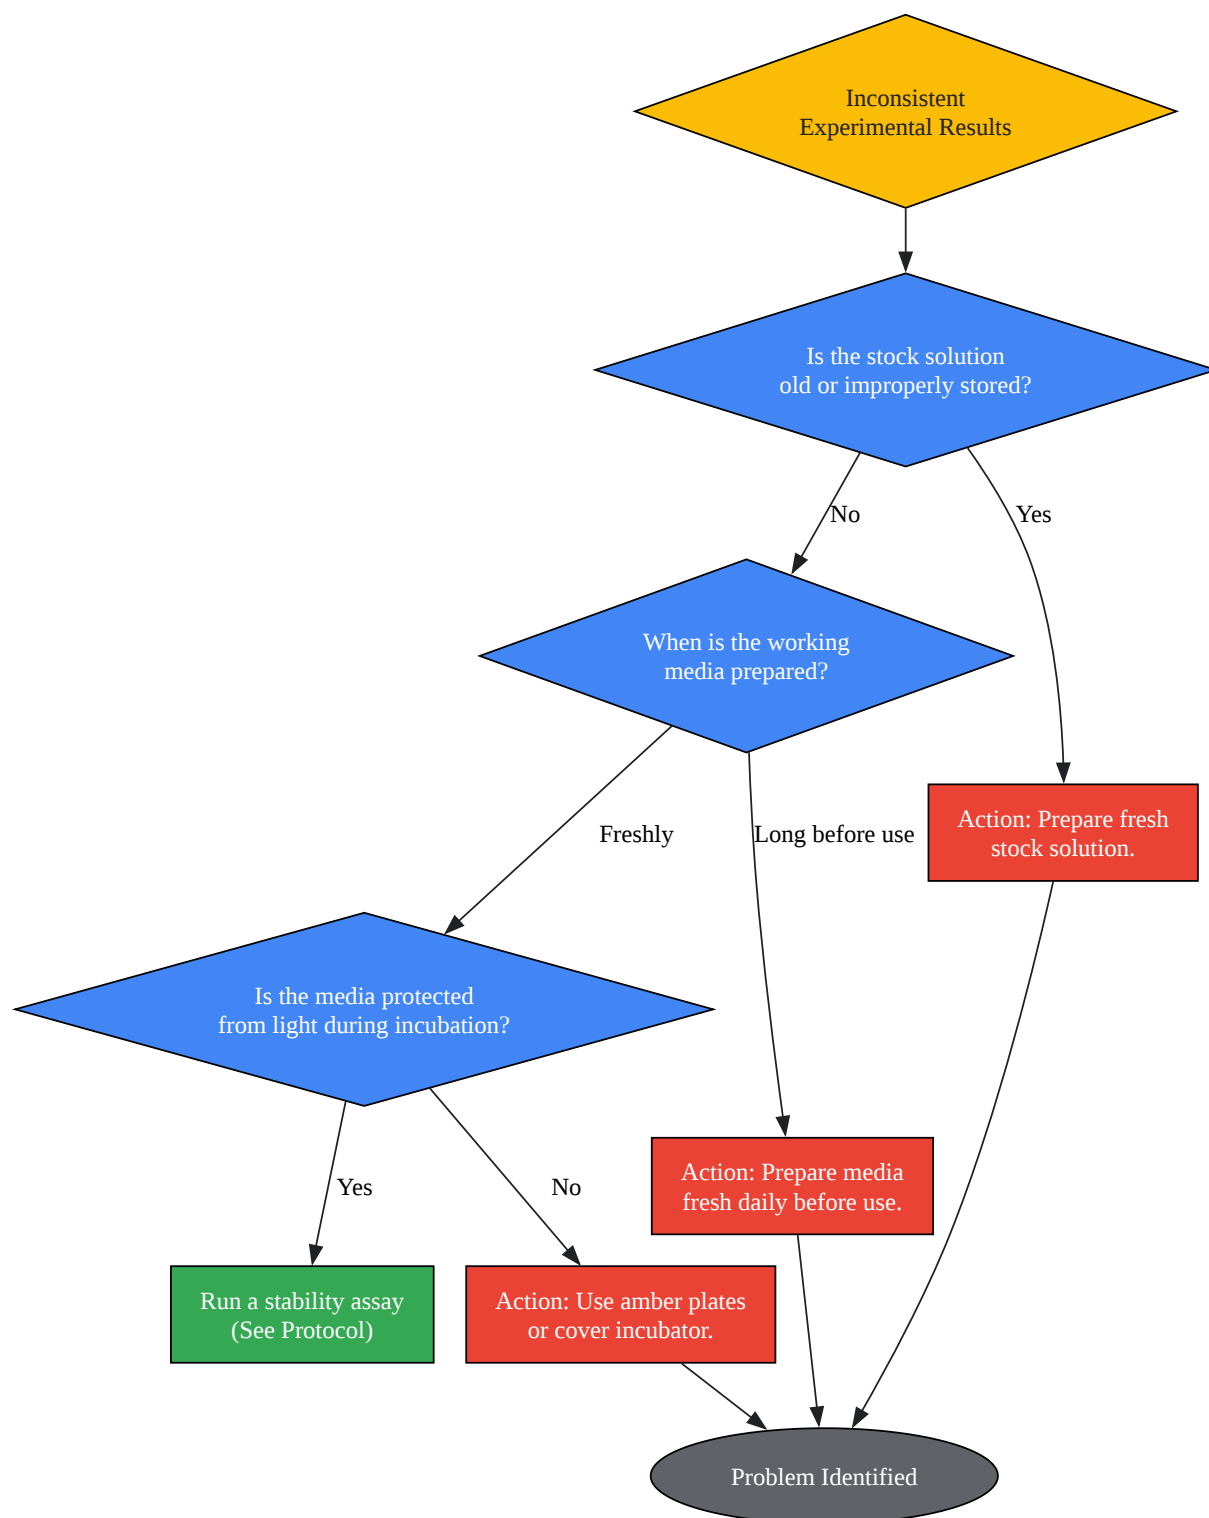 Inconsistent
Experimental Results
Is the stock solution
old or improperly stored?
No
Yes
When is the working
media prepared?
Action: Prepare fresh
stock solution.
Freshly
Long before use
Is the media protected
from light during incubation?
Action: Prepare media
fresh daily before use.
Yes
No
Run a stability assay
(See Protocol)
Action: Use amber plates
or cover incubator.
Problem Identified